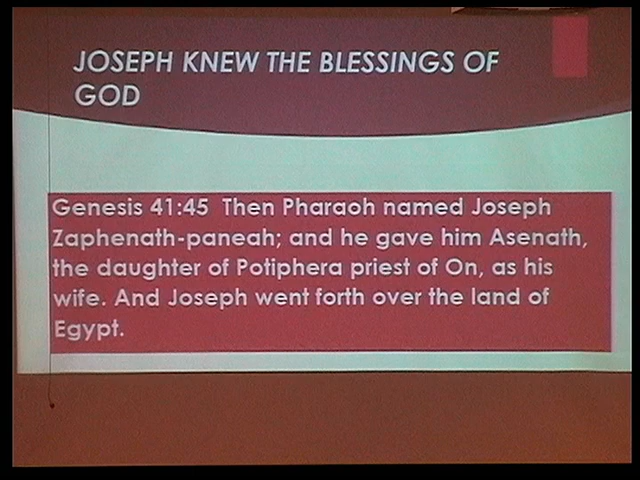 JOSEPH KNEW THE BLESSINGS OF
GOD
Genesis 41:45 Then Pharaoh named Joseph
Zaphenath-paneah; and he gave him Asenath,
the daughter of Potiphera priest of On, as his
wife. And Joseph went forth over the land of
Egypt.